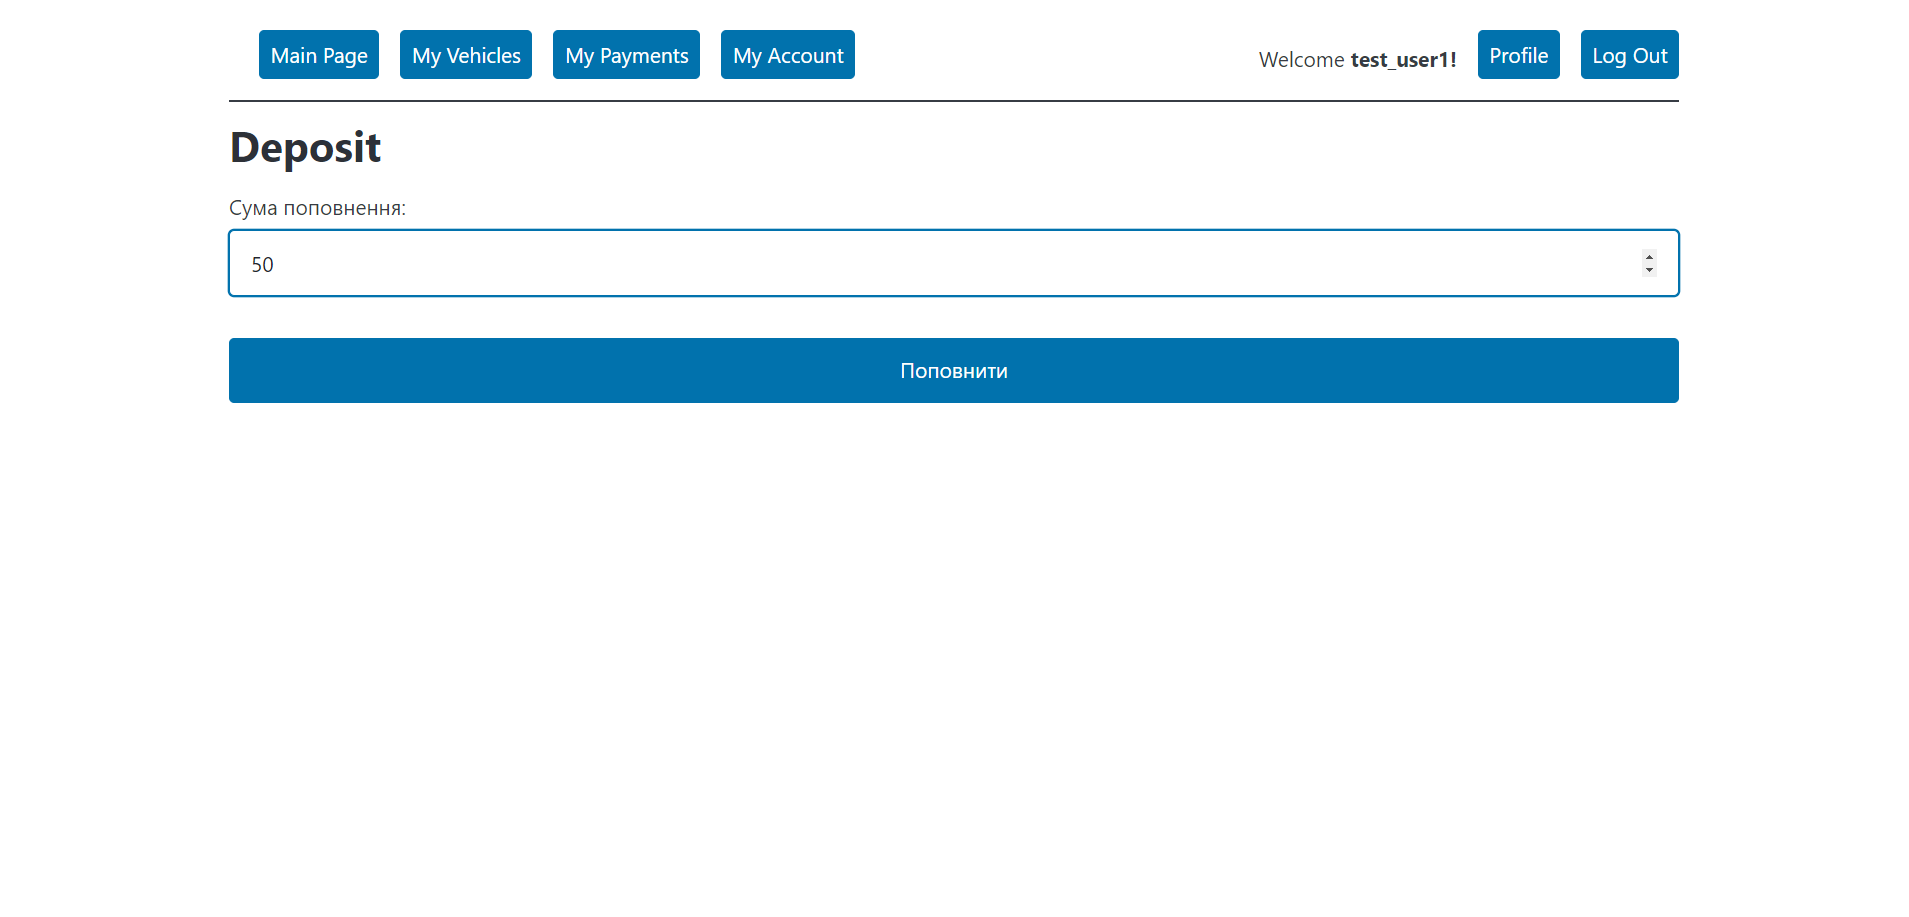 Main Page My Vehicles My Payments My Account Welcome test_user1! Profile Log Out
Deposit
Сума поповнення:
50
Поповнити